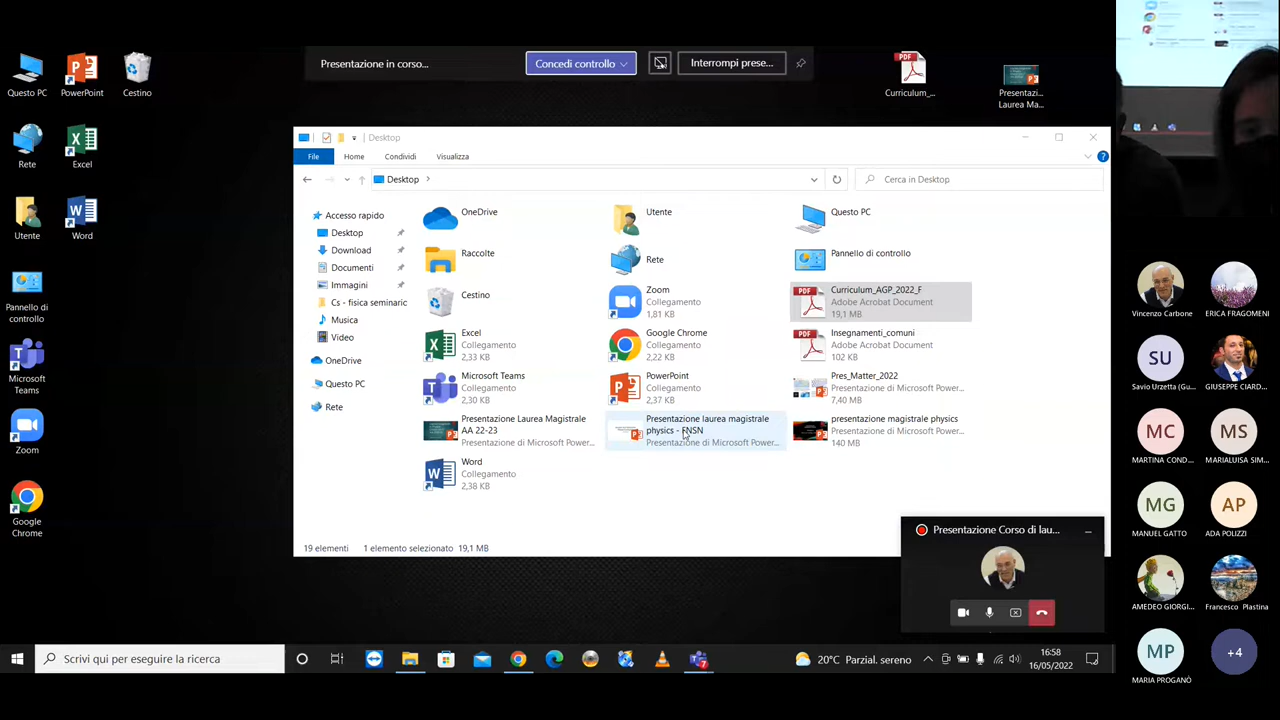 Questo PC
PowerPoint
Cestino
Rete
Excel
Utente
Word
Pannello di
controllo
Microsoft
Teams
Zoom
Google
Chrome
Presentazione in corso...
Concedi controllo
Interrompi prese...
PDF
Curriculum_...
Presentazi...
Laurea Ma...
Desktop
File
Home
Condividi
Visualizza
Desktop
Cerca in Desktop
Accesso rapido
Desktop
Download
Documenti
Immagini
Cs - fisica seminaric
Musica
Video
OneDrive
Questo PC
Rete
OneDrive
Utente
Questo PC
Raccolte
Rete
Pannello di controllo
Cestino
Zoom
Collegamento
1,81 KB
PDF
Curriculum_AGP_2022_F
Adobe Acrobat Document
19,1 MB
Excel
Collegamento
2,33 KB
Google Chrome
Collegamento
2,22 KB
PDF
Insegnamenti_comuni
Adobe Acrobat Document
102 KB
Microsoft Teams
Collegamento
2,30 KB
PowerPoint
Collegamento
2,37 KB
Pres_Matter_2022
Presentazione di Microsoft Power...
7,40 MB
Presentazione Laurea Magistrale
AA 22-23
Presentazione di Microsoft Power...
Presentazione laurea magistrale
physics - FNSN
Presentazione di Microsoft Power...
presentazione magistrale physics
Presentazione di Microsoft Power...
140 MB
Word
Collegamento
2,38 KB
19 elementi
1 elemento selezionato 19,1 MB
Presentazione Corso di lau...
Scrivi qui per eseguire la ricerca
20°C Parzial. sereno
16:58
16/05/2022
Vincenzo Carbone
ERICA FRAGOMENI
SU
Savio Urzetta (Gu...
GIUSEPPE CIARD...
MC
MARTINA COND...
MS
MARIALUISA SIM...
MG
MANUEL GATTO
AP
ADA POLIZZI
AMEDEO GIORGI...
Francesco Plastina
MP
MARIA PROGANÒ
+4